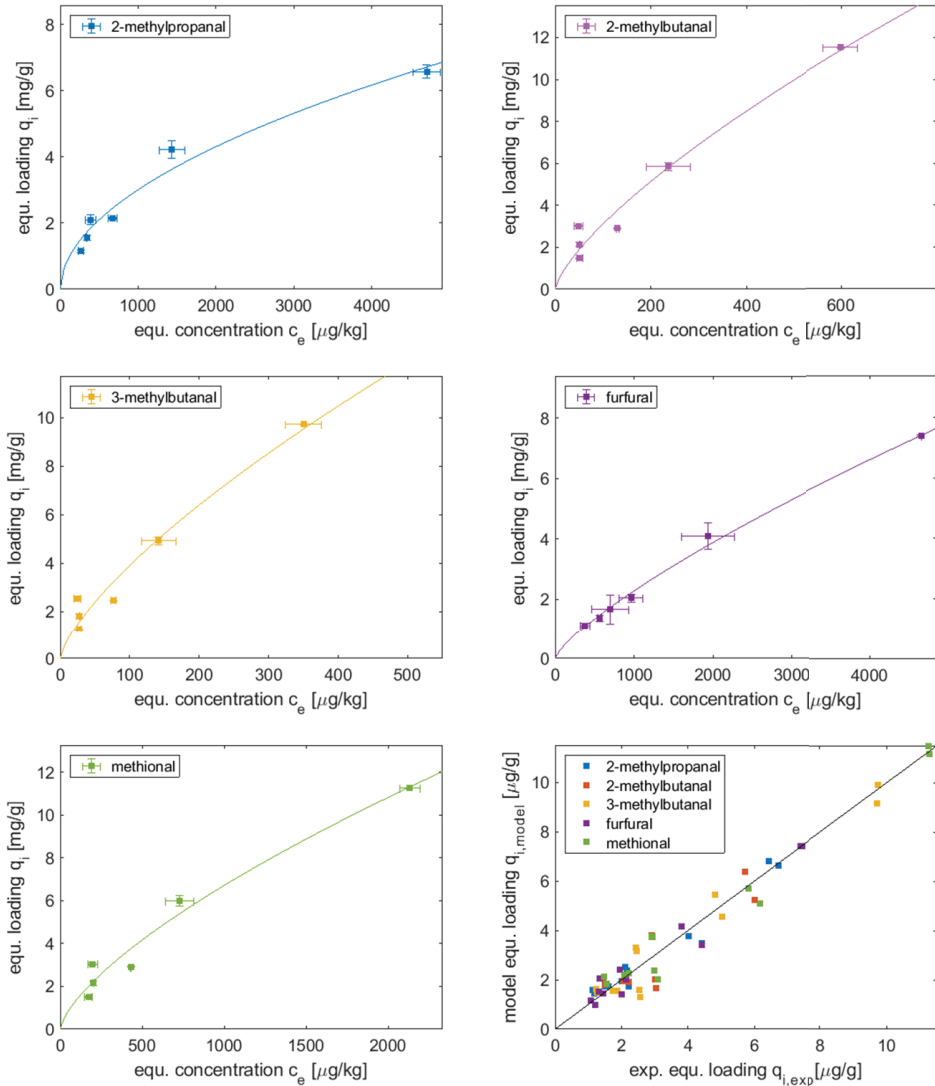 2-methylpropanal
equ. loading q_i [mg/g]
8
6
4
2
0
0 1000 2000 3000 4000
equ. concentration c_e [µg/kg]
2-methylbutanal
equ. loading q_i [mg/g]
12
10
8
6
4
2
0
0 200 400 600
equ. concentration c_e [µg/kg]
3-methylbutanal
equ. loading q_i [mg/g]
10
8
6
4
2
0
0 100 200 300 400 500
equ. concentration c_e [µg/kg]
furfural
equ. loading q_i [mg/g]
8
6
4
2
0
0 1000 2000 3000 4000
equ. concentration c_e [µg/kg]
methional
equ. loading q_i [mg/g]
12
10
8
6
4
2
0
0 500 1000 1500 2000
equ. concentration c_e [µg/kg]
2-methylpropanal
2-methylbutanal
3-methylbutanal
furfural
methional
model equ. loading q_i,model [µg/g]
10
8
6
4
2
0
0 2 4 6 8 10
exp. equ. loading q_i,exp[µg/g]